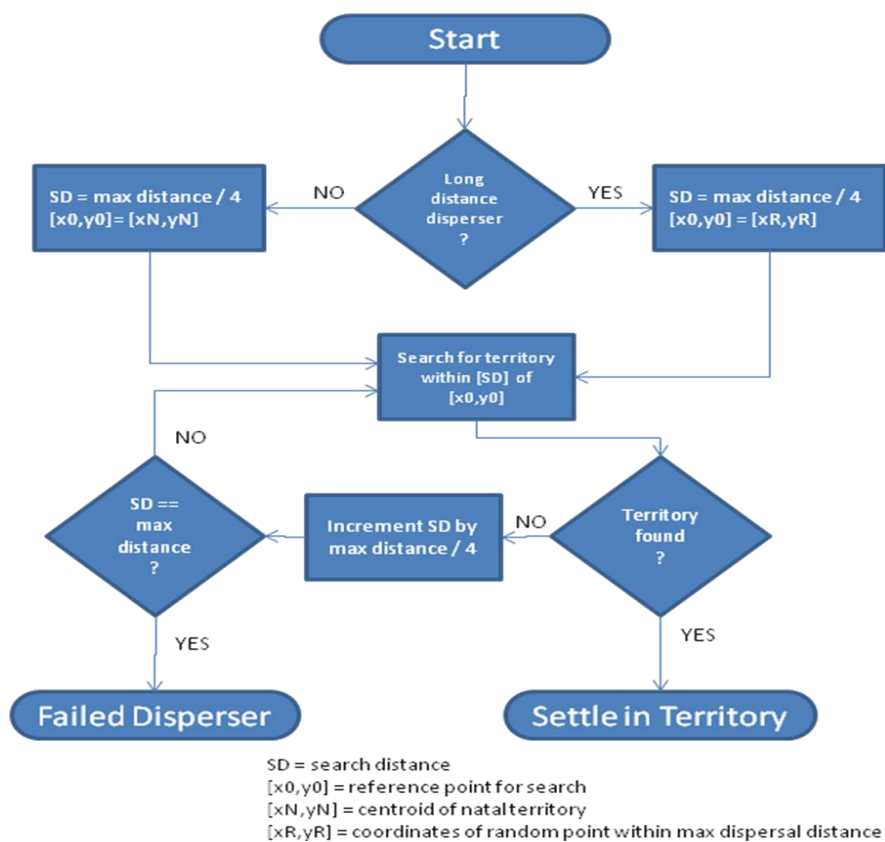 Start
Long
distance
disperser
?
NO
YES
SD = max distance / 4
[x0,y0]= [xN,yN]
SD = max distance / 4
[x0,y0] = [xR,yR]
Search for territory
within [SD] of
[x0,y0]
NO
SD ==
max
distance
?
Increment SD by
max distance / 4
NO
Territory
found
?
YES
YES
Failed Disperser
Settle in Territory
SD = search distance
[x0,y0] = reference point for search
[xN,yN] = centroid of natal territory
[xR,yR] = coordinates of random point within max dispersal distance